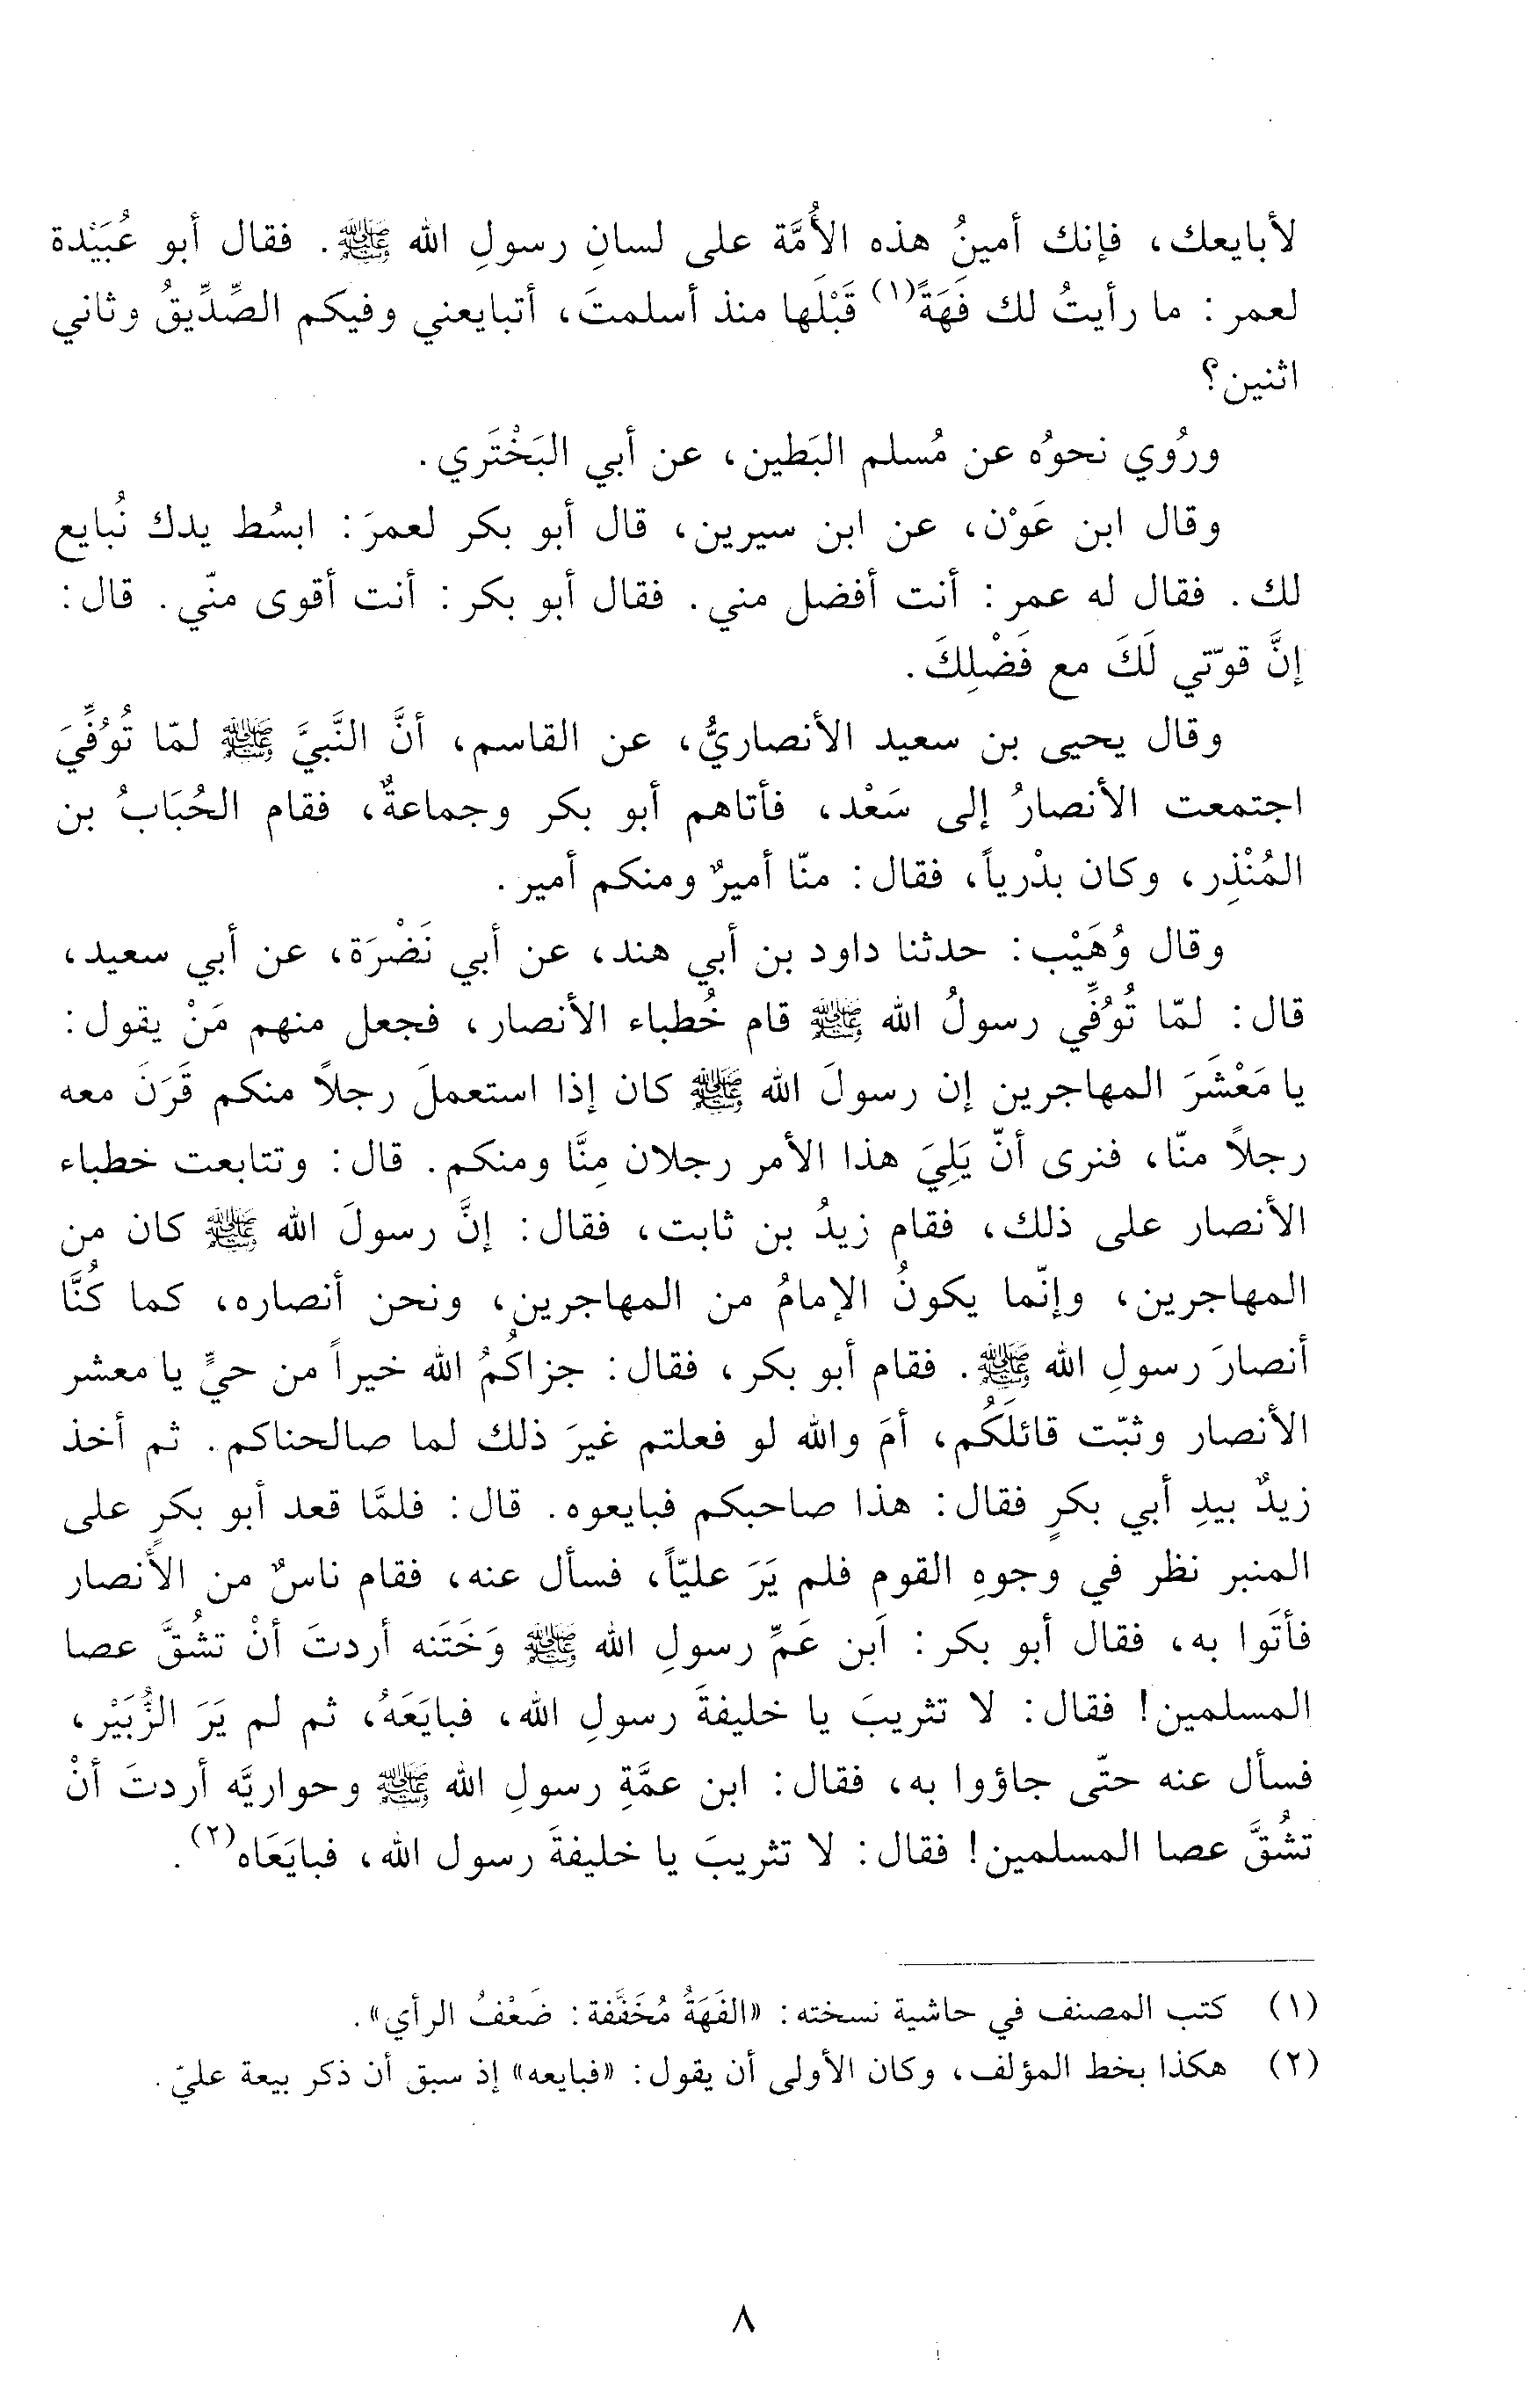 لأبايعك، فإنك أمينُ هذه الأُمَّة على لسانِ رسولِ الله ﷺ. فقال أبو عُبَيْدة
لعمر: ما رأيتُ لك فَهَةً(١) قَبْلَها منذ أسلمتَ، أتبايعني وفيكم الصِّدِّيقُ وثاني
اثنين؟
ورُوي نحوُه عن مُسلم البَطين، عن أبي البَخْتَري.
وقال ابن عَوْن، عن ابن سيرين، قال أبو بكر لعمرَ: ابسُط يدك نُبايع
لك. فقال له عمر: أنت أفضل مني. فقال أبو بكر: أنت أقوى منّي. قال:
إنَّ قوّتي لَكَ مع فَضْلِكَ.
وقال يحيى بن سعيد الأنصاريُّ، عن القاسم، أنَّ النَّبيَّ ﷺ لمّا تُوُفِّيَ
اجتمعت الأنصارُ إلى سَعْد، فأتاهم أبو بكر وجماعةٌ، فقام الحُبَابُ بن
المُنْذِر، وكان بدْرياً، فقال: منّا أميرٌ ومنكم أمير.
وقال وُهَيْب: حدثنا داود بن أبي هند، عن أبي نَضْرَة، عن أبي سعيد،
قال: لمّا تُوُفِّي رسولُ الله ﷺ قام خُطباء الأنصار، فجعل منهم مَنْ يقول:
يا مَعْشَرَ المهاجرين إن رسولَ الله ﷺ كان إذا استعملَ رجلاً منكم قَرَنَ معه
رجلاً منّا، فنرى أنّ يَلِيَ هذا الأمر رجلان مِنَّا ومنكم. قال: وتتابعت خطباء
الأنصار على ذلك، فقام زيدُ بن ثابت، فقال: إنَّ رسولَ الله ﷺ كان من
المهاجرين، وإنّما يكونُ الإمامُ من المهاجرين، ونحن أنصاره، كما كُنَّا
أنصارَ رسولِ الله ﷺ. فقام أبو بكر، فقال: جزاكُمُ الله خيراً من حيٍّ يا معشر
الأنصار وثبّت قائلَكُم، أمَ والله لو فعلتم غيرَ ذلك لما صالحناكم. ثم أخذ
زيدٌ بيدِ أبي بكرٍ فقال: هذا صاحبكم فبايعوه. قال: فلمَّا قعد أبو بكرٍ على
المنبر نظر في وجوهِ القوم فلم يَرَ عليّاً، فسأل عنه، فقام ناسٌ من الأنصار
فأتَوا به، فقال أبو بكر: اَبن عَمِّ رسولِ الله ﷺ وَخَتَنه أردتَ أنْ تشُقَّ عصا
المسلمين! فقال: لا تثريبَ يا خليفةَ رسولِ الله، فبايَعَهُ، ثم لم يَرَ الزُّبَيْر،
فسأل عنه حتّى جاؤوا به، فقال: ابن عمَّةِ رسولِ الله ﷺ وحواريَّه أردتَ أنْ
تشُقَّ عصا المسلمين! فقال: لا تثريبَ يا خليفةَ رسول الله، فبايَعَاه(٢).
(١) كتب المصنف في حاشية نسخته: «الفَهَةُ مُخَفَّفة: ضَعْفُ الرأي».
(٢) هكذا بخط المؤلف، وكان الأولى أن يقول: «فبايعه» إذ سبق أن ذكر بيعة عليّ.
٨